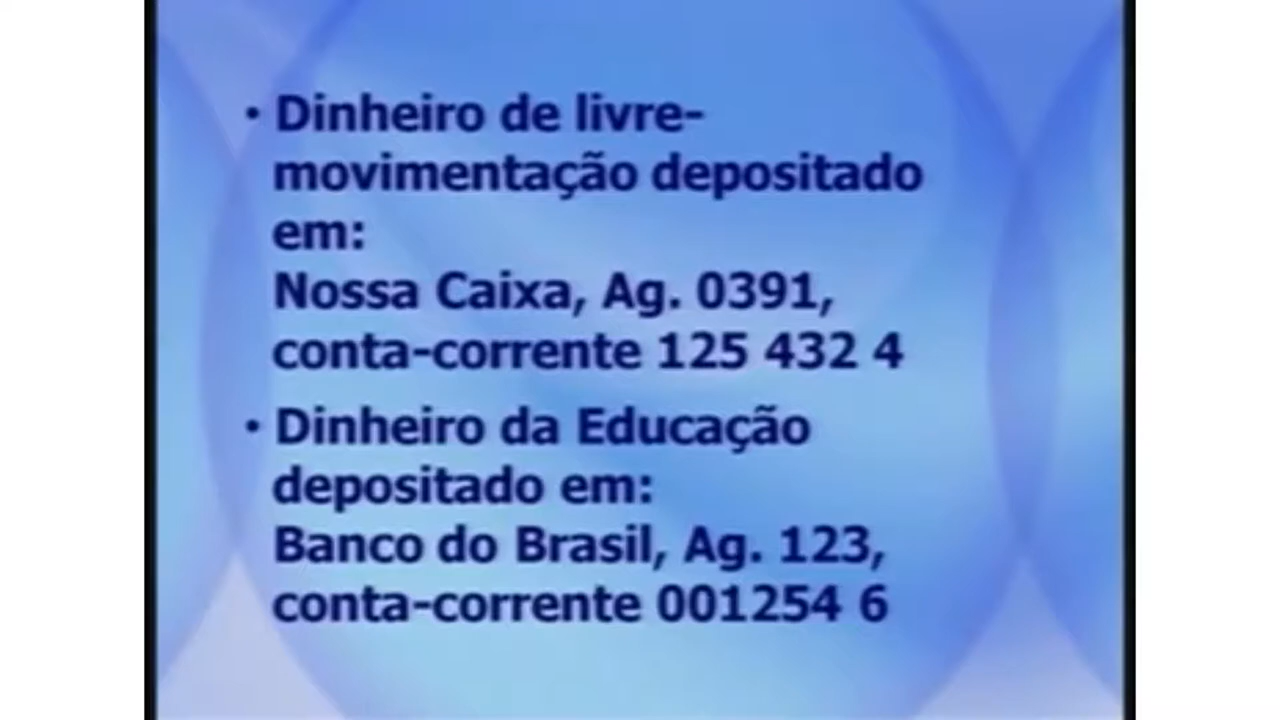 • Dinheiro de livre-
movimentação depositado
em:
Nossa Caixa, Ag. 0391,
conta-corrente 125 432 4
• Dinheiro da Educação
depositado em:
Banco do Brasil, Ag. 123,
conta-corrente 001254 6